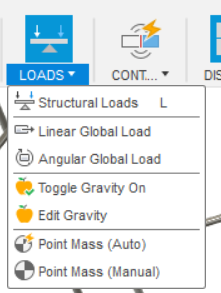 LOADS ▾
CONT... ▾
DIS
Structural Loads L
Linear Global Load
Angular Global Load
Toggle Gravity On
Edit Gravity
Point Mass (Auto)
Point Mass (Manual)